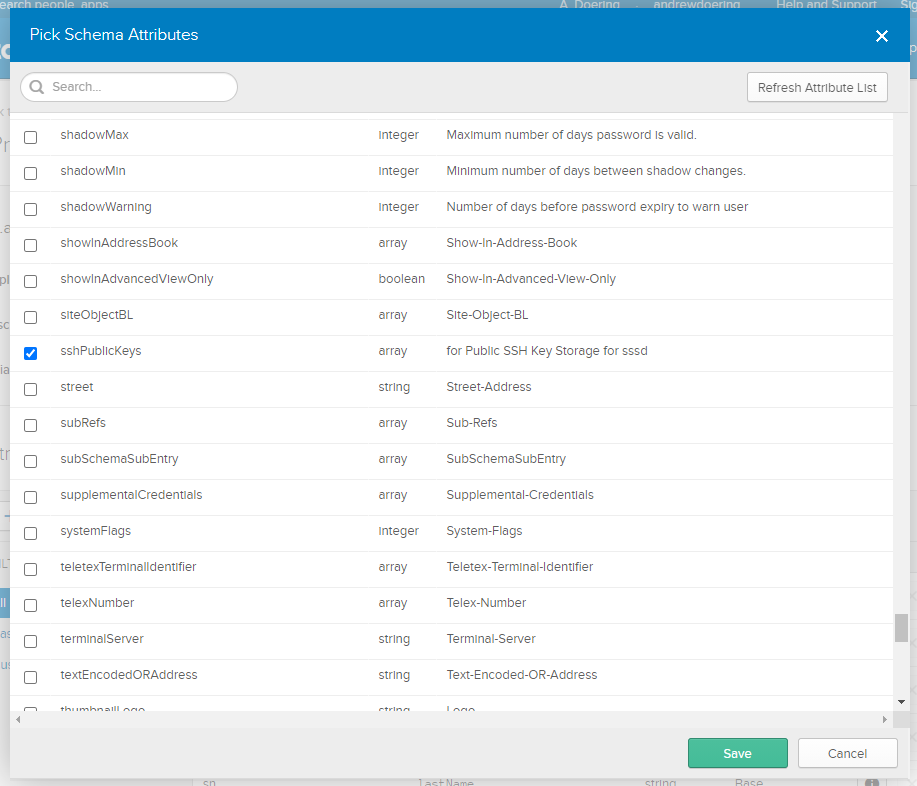 earch people, apps
A. Doering
andrewdoering
Help and Support
Pick Schema Attributes
Search...
Refresh Attribute List
shadowMax integer Maximum number of days password is valid.
shadowMin integer Minimum number of days between shadow changes.
shadowWarning integer Number of days before password expiry to warn user
showInAddressBook array Show-In-Address-Book
showInAdvancedViewOnly boolean Show-In-Advanced-View-Only
siteObjectBL array Site-Object-BL
sshPublicKeys array for Public SSH Key Storage for sssd
street string Street-Address
subRefs array Sub-Refs
subSchemaSubEntry array SubSchemaSubEntry
supplementalCredentials array Supplemental-Credentials
systemFlags integer System-Flags
teletexTerminalIdentifier array Teletex-Terminal-Identifier
telexNumber array Telex-Number
terminalServer string Terminal-Server
textEncodedORAddress string Text-Encoded-OR-Address
thumbnailLogo string Logo
Save
Cancel
sn lastName string Base